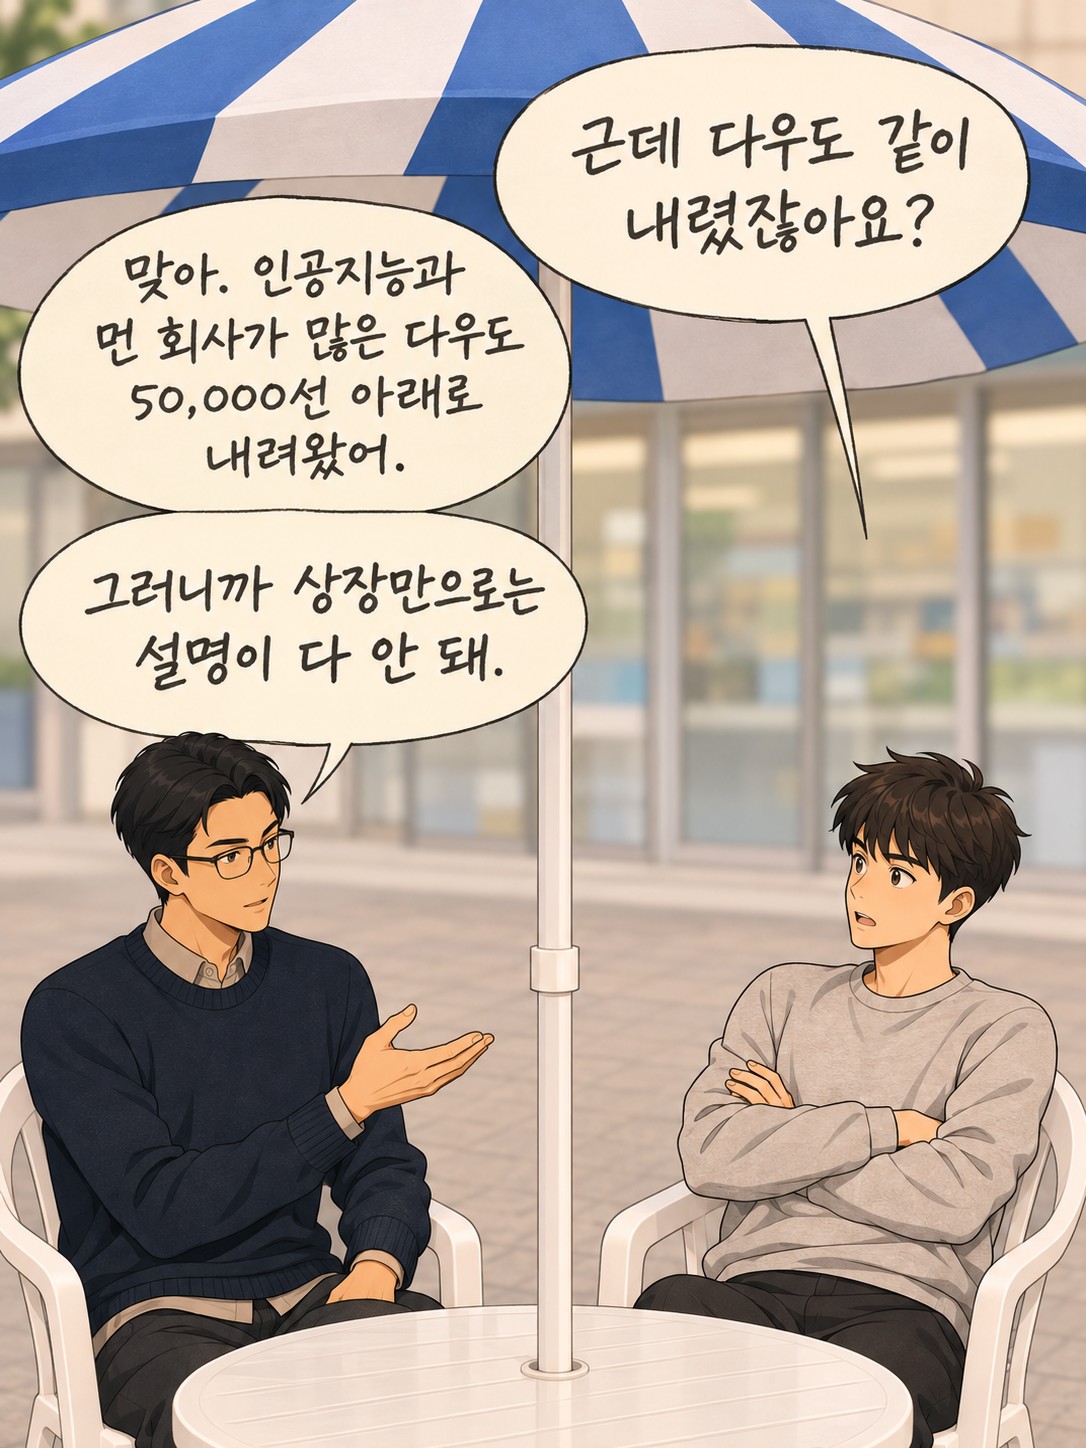 근데 다우도 같이
내렸잖아요?
맞아. 인공지능과
먼 회사가 많은 다우도
50,000선 아래로
내려왔어.
그러니까 상장만으로는
설명이 다 안 돼.